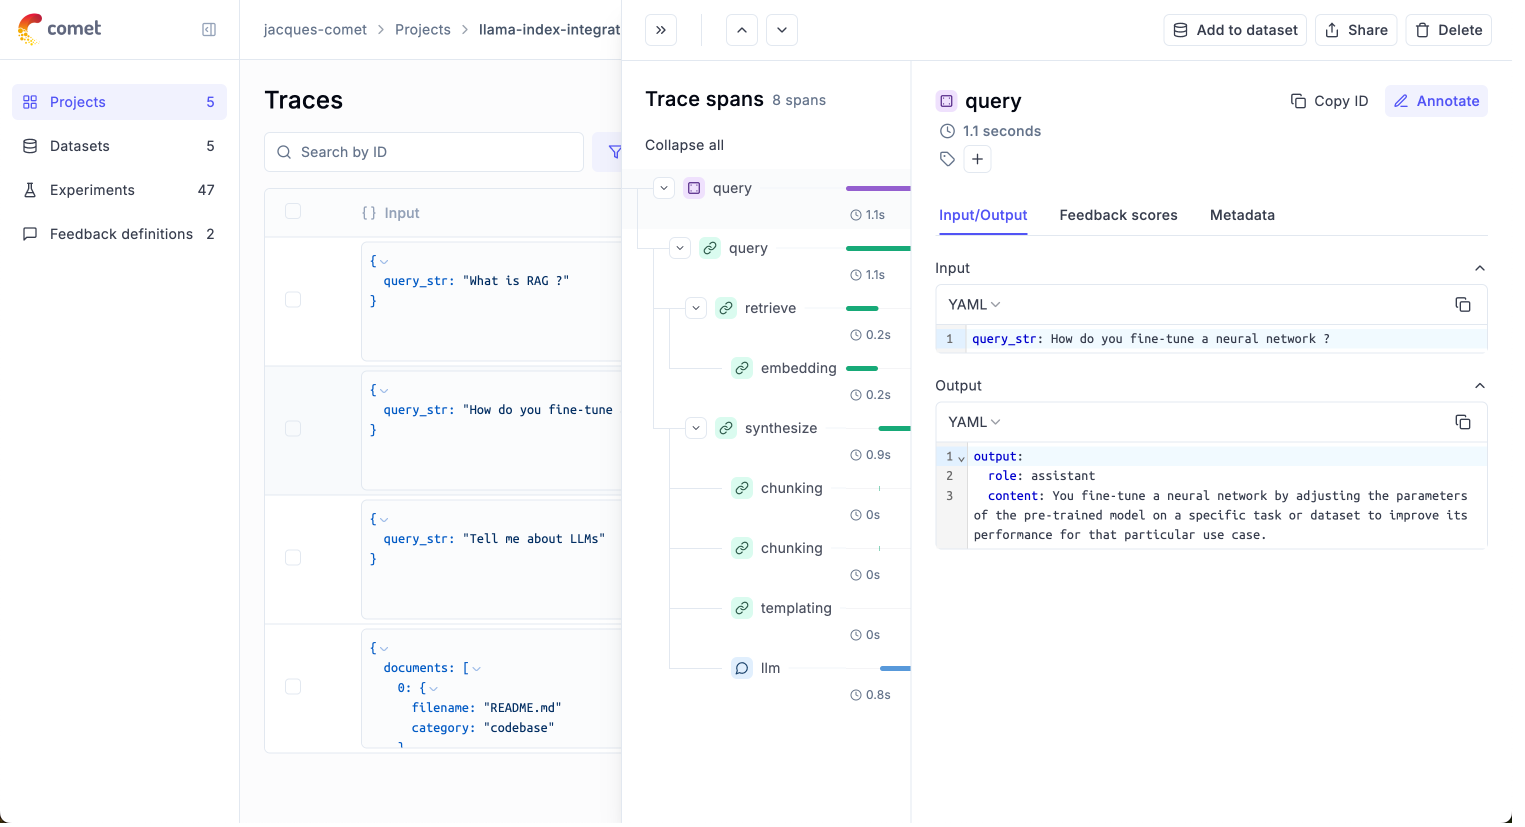 comet
Projects 5
Datasets 5
Experiments 47
Feedback definitions 2
jacques-comet > Projects > llama-index-integrat
Traces
Search by ID
{ } Input
{
query_str: "What is RAG ?"
}
{
query_str: "How do you fine-tune
}
{
query_str: "Tell me about LLMs"
}
{
documents: [
0: {
filename: "README.md"
category: "codebase"
}
Add to dataset
Share
Delete
Trace spans 8 spans
Collapse all
query
1.1s
query
1.1s
retrieve
0.2s
embedding
0.2s
synthesize
0.9s
chunking
0s
chunking
0s
templating
0s
llm
0.8s
query
Copy ID
Annotate
1.1 seconds
Input/Output Feedback scores Metadata
Input
YAML
1 query_str: How do you fine-tune a neural network ?
Output
YAML
1 output:
2 role: assistant
3 content: You fine-tune a neural network by adjusting the parameters
of the pre-trained model on a specific task or dataset to improve its
performance for that particular use case.